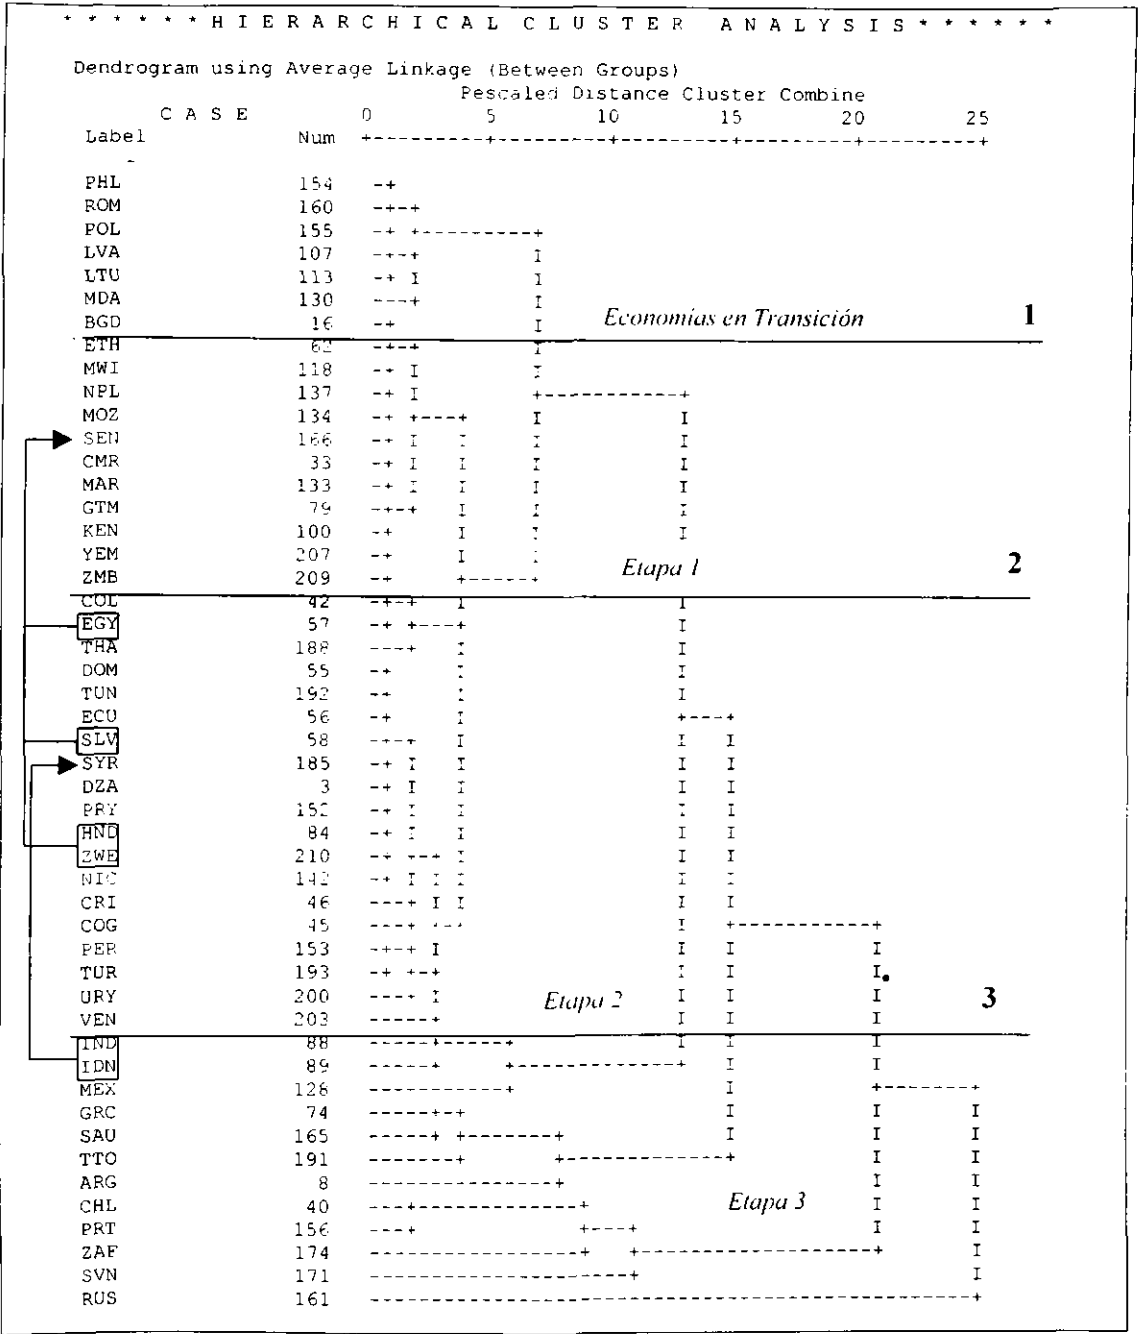 * * * * * * H I E R A R C H I C A L  C L U S T E R  A N A L Y S I S * * * * * *
Dendrogram using Average Linkage (Between Groups)
Pescaled Distance Cluster Combine
C A S E 0 5 10 15 20 25
Label Num +---------+---------+---------+---------+---------+
PHL 154
ROM 160
POL 155
LVA 107
LTU 113
MDA 130
BGD 16 Economías en Transición 1
ETH 62
MWI 118
NPL 137
MOZ 134
SEN 166
CMR 33
MAR 133
GTM 79
KEN 100
YEM 207
ZMB 209 Etapa 1 2
COL 42
EGY 57
THA 188
DOM 55
TUN 192
ECU 56
SLV 58
SYR 185
DZA 3
PRY 152
HND 84
ZWE 210
NIC 142
CRI 46
COG 45
PER 153
TUR 193
URY 200 Etapa 2 3
VEN 203
IND 88
IDN 89
MEX 128
GRC 74
SAU 165
TTO 191
ARG 8
CHL 40 Etapa 3
PRT 156
ZAF 174
SVN 171
RUS 161